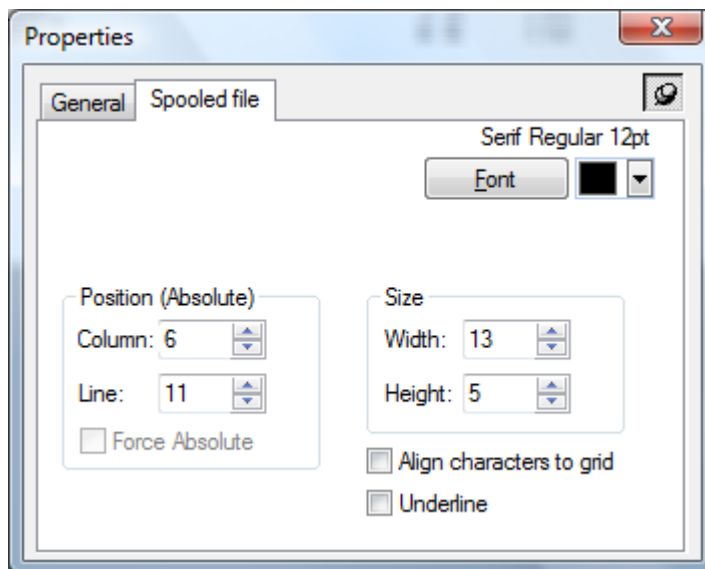 Properties
General Spooled file
Serif Regular 12pt
Font
Position (Absolute) Size
Column: 6 Width: 13
Line: 11 Height: 5
Force Absolute
Align characters to grid
Underline